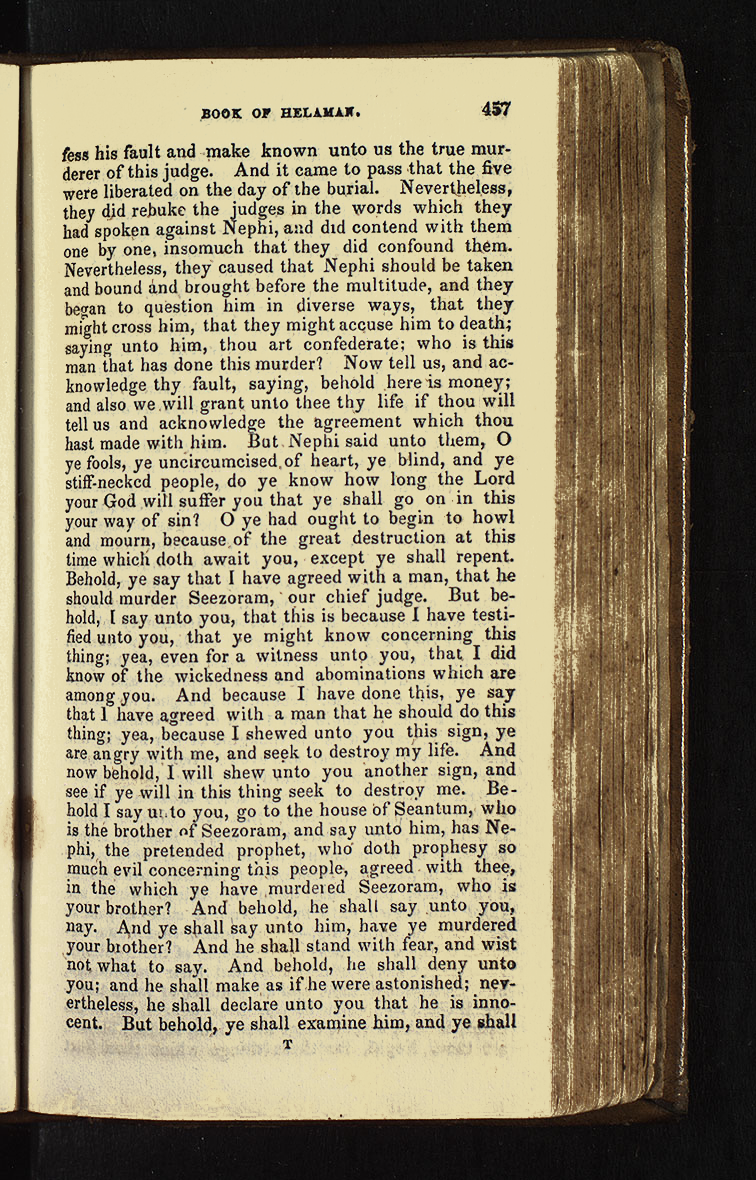 BOOK OF HELAMAN. 457
fess his fault and make known unto us the true mur-
derer of this judge. And it came to pass that the five
were liberated on the day of the burial. Nevertheless,
they did rebuke the judges in the words which they
had spoken against Nephi, and did contend with them
one by one, insomuch that they did confound them.
Nevertheless, they caused that Nephi should be taken
and bound and brought before the multitude, and they
began to question him in diverse ways, that they
might cross him, that they might accuse him to death;
saying unto him, thou art confederate; who is this
man that has done this murder? Now tell us, and ac-
knowledge thy fault, saying, behold here is money;
and also we will grant unto thee thy life if thou will
tell us and acknowledge the agreement which thou
hast made with him. But Nephi said unto them, O
ye fools, ye uncircumcised of heart, ye blind, and ye
stiff-necked people, do ye know how long the Lord
your God will suffer you that ye shall go on in this
your way of sin? O ye had ought to begin to howl
and mourn, because of the great destruction at this
time which doth await you, except ye shall repent.
Behold, ye say that I have agreed with a man, that he
should murder Seezoram, our chief judge. But be-
hold, I say unto you, that this is because I have testi-
fied unto you, that ye might know concerning this
thing; yea, even for a witness unto you, that I did
know of the wickedness and abominations which are
among you. And because I have done this, ye say
that I have agreed with a man that he should do this
thing; yea, because I shewed unto you this sign, ye
are angry with me, and seek to destroy my life. And
now behold, I will shew unto you another sign, and
see if ye will in this thing seek to destroy me. Be-
hold I say unto you, go to the house of Seantum, who
is the brother of Seezoram, and say unto him, has Ne-
phi, the pretended prophet, who doth prophesy so
much evil concerning this people, agreed with thee,
in the which ye have murdered Seezoram, who is
your brother? And behold, he shall say unto you,
nay. And ye shall say unto him, have ye murdered
your brother? And he shall stand with fear, and wist
not what to say. And behold, he shall deny unto
you; and he shall make as if he were astonished; nev-
ertheless, he shall declare unto you that he is inno-
cent. But behold, ye shall examine him, and ye shall
T